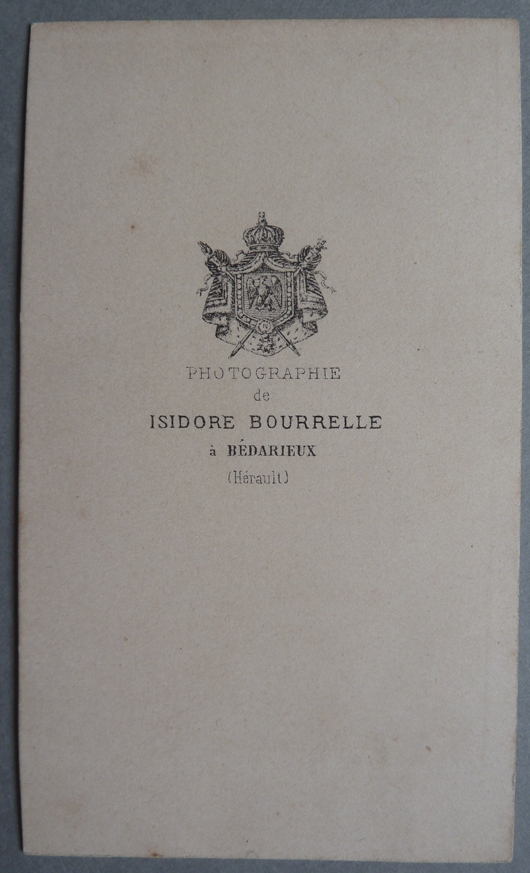 PHOTOGRAPHIE
de
ISIDORE BOURRELLE
à BÉDARIEUX
(Hérault)